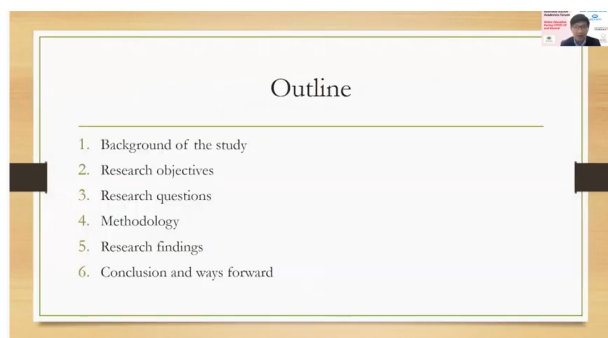 Outline
1. Background of the study
2. Research objectives
3. Research questions
4. Methodology
5. Research findings
6. Conclusion and ways forward